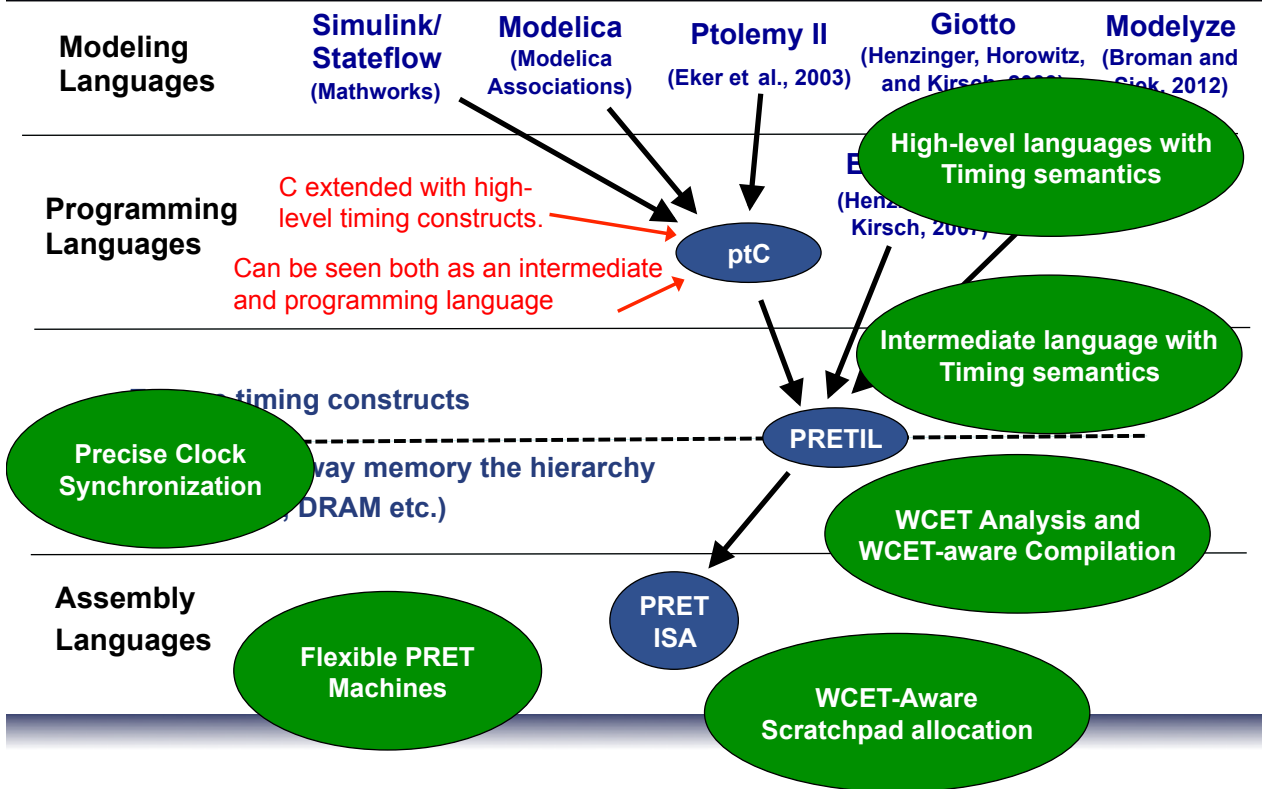 Modeling
Languages
Simulink/
Stateflow
(Mathworks)
Modelica
(Modelica
Associations)
Ptolemy II
(Eker et al., 2003)
Giotto
(Henzinger, Horowitz,
and Kirsch,
Modelyze
(Broman and
2012)
High-level languages with
Timing semantics
Programming
Languages
C extended with high-
level timing constructs.
Can be seen both as an intermediate
and programming language
ptC
E
Kirsch, 2007)
Intermediate language with
Timing semantics
timing constructs
Precise Clock
Synchronization
PRETIL
memory the hierarchy
DRAM etc.)
WCET Analysis and
WCET-aware Compilation
Assembly
Languages
PRET
ISA
Flexible PRET
Machines
WCET-Aware
Scratchpad allocation